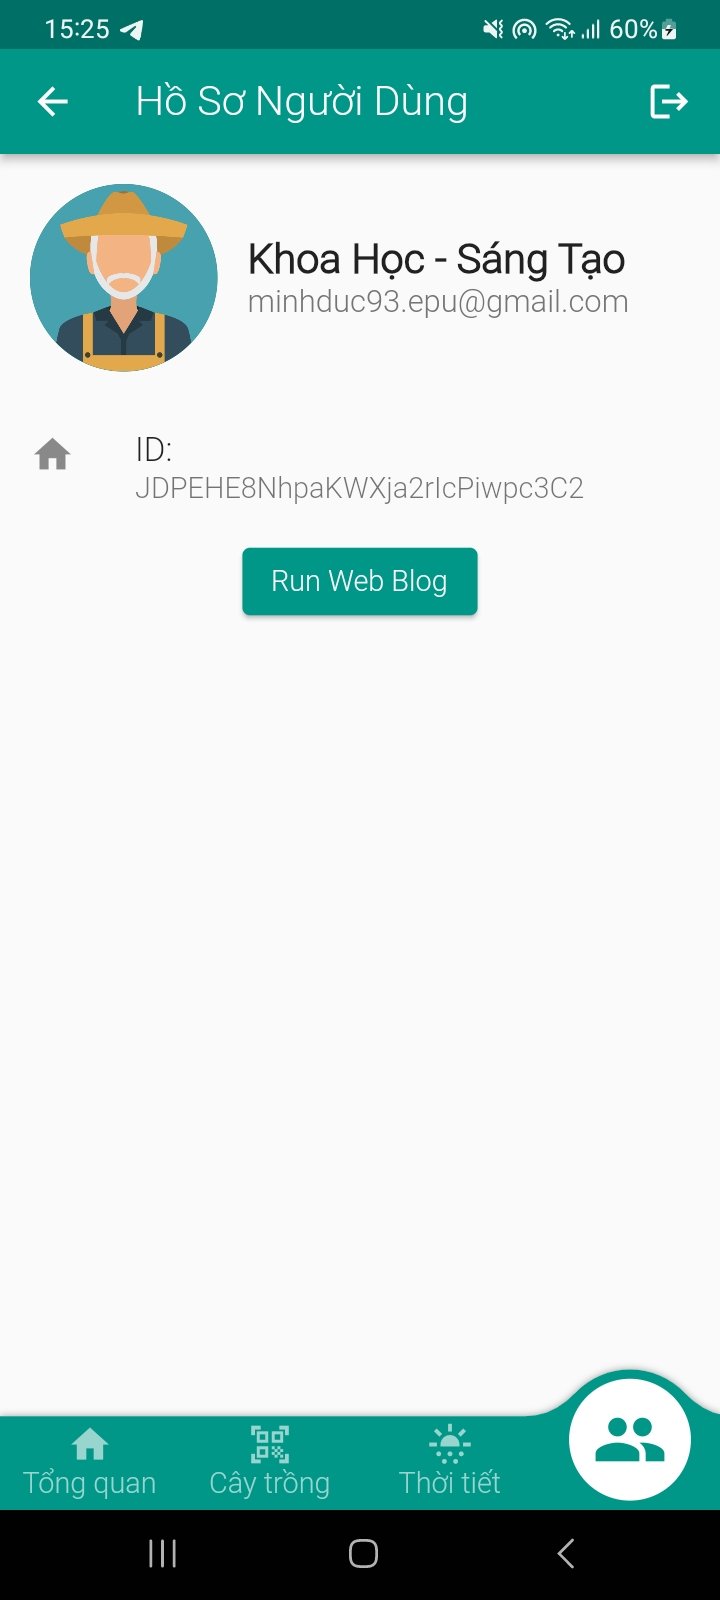 15:25
60%
Hồ Sơ Người Dùng
Khoa Học - Sáng Tạo
minhduc93.epu@gmail.com
ID:
JDPEHE8NhpaKWXja2rIcPiwpc3C2
Run Web Blog
Tổng quan
Cây trồng
Thời tiết